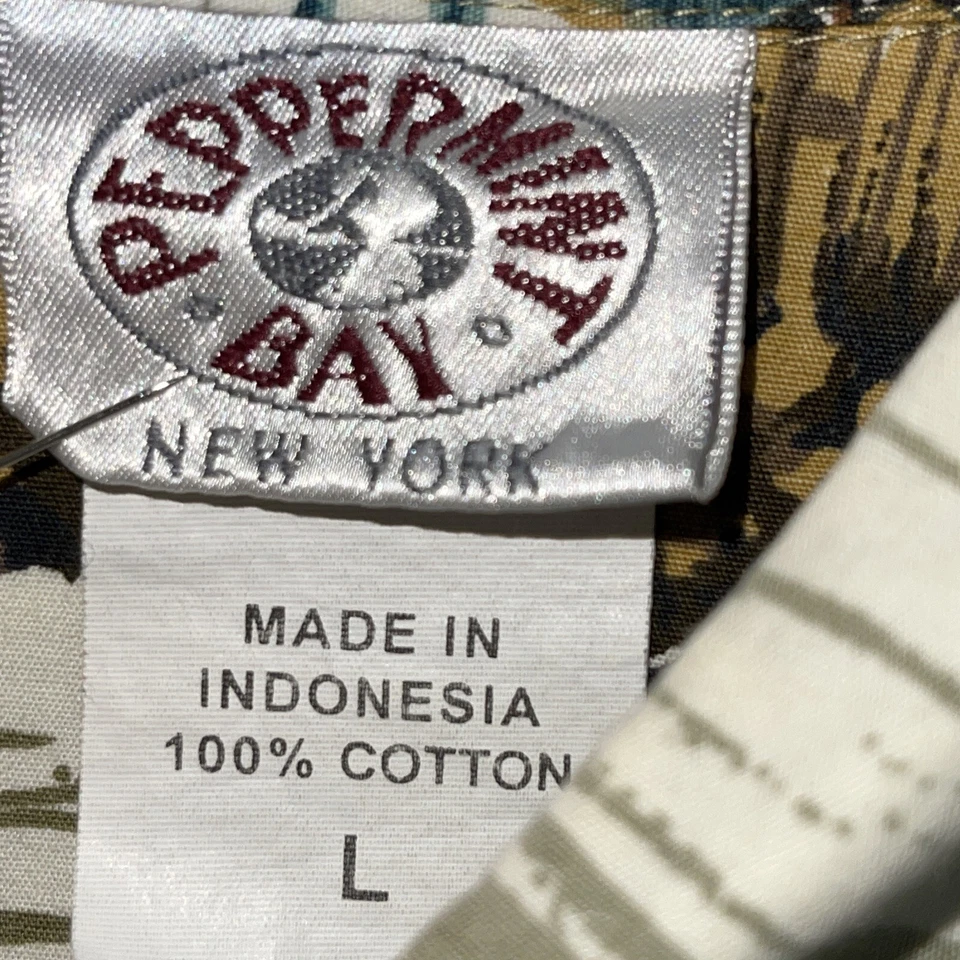 PEPPERMINT
BAY
NEW YORK
MADE IN
INDONESIA
100% COTTON
L